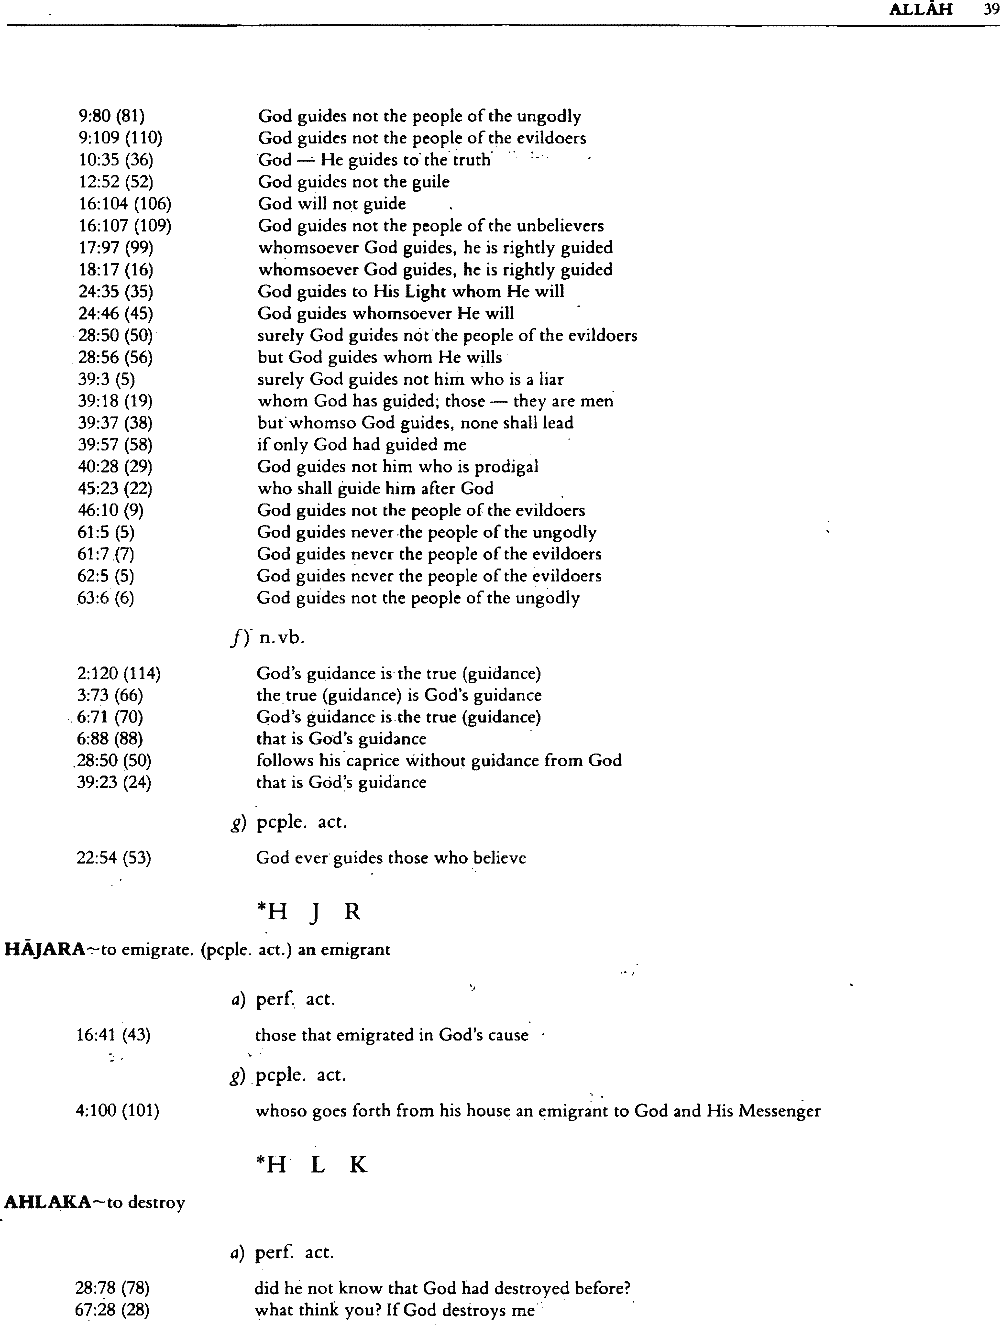 ALLĀH 39
9:80 (81) God guides not the people of the ungodly
9:109 (110) God guides not the people of the evildoers
10:35 (36) God — He guides to the truth
12:52 (52) God guides not the guile
16:104 (106) God will not guide
16:107 (109) God guides not the people of the unbelievers
17:97 (99) whomsoever God guides, he is rightly guided
18:17 (16) whomsoever God guides, he is rightly guided
24:35 (35) God guides to His Light whom He will
24:46 (45) God guides whomsoever He will
28:50 (50) surely God guides not the people of the evildoers
28:56 (56) but God guides whom He wills
39:3 (5) surely God guides not him who is a liar
39:18 (19) whom God has guided; those — they are men
39:37 (38) but whomso God guides, none shall lead
39:57 (58) if only God had guided me
40:28 (29) God guides not him who is prodigal
45:23 (22) who shall guide him after God
46:10 (9) God guides not the people of the evildoers
61:5 (5) God guides never the people of the ungodly
61:7 (7) God guides never the people of the evildoers
62:5 (5) God guides never the people of the evildoers
63:6 (6) God guides not the people of the ungodly
f) n.vb.
2:120 (114) God's guidance is the true (guidance)
3:73 (66) the true (guidance) is God's guidance
6:71 (70) God's guidance is the true (guidance)
6:88 (88) that is God's guidance
28:50 (50) follows his caprice without guidance from God
39:23 (24) that is God's guidance
g) pcple. act.
22:54 (53) God ever guides those who believe
*H J R
HĀJARA~to emigrate. (pcple. act.) an emigrant
a) perf. act.
16:41 (43) those that emigrated in God's cause
g) pcple. act.
4:100 (101) whoso goes forth from his house an emigrant to God and His Messenger
*H L K
AHLAKA~to destroy
a) perf. act.
28:78 (78) did he not know that God had destroyed before?
67:28 (28) what think you? If God destroys me